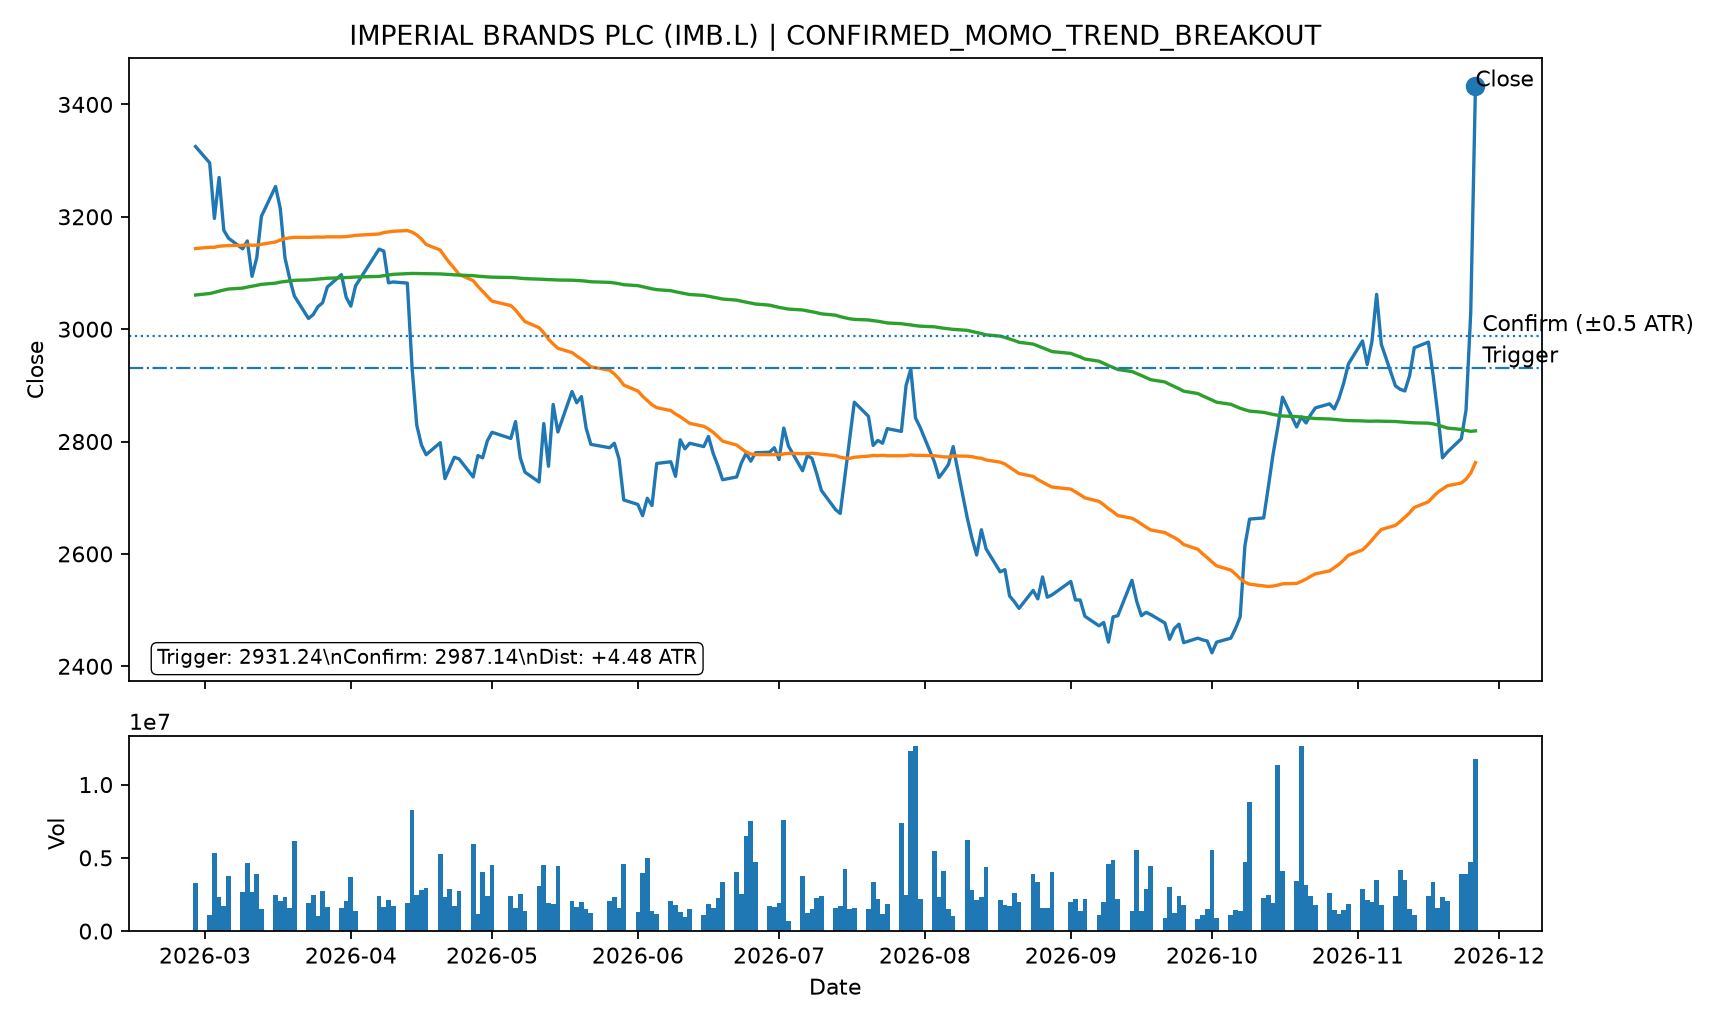 IMPERIAL BRANDS PLC (IMB.L) | CONFIRMED_MOMO_TREND_BREAKOUT
Close
3400
3200
3000
2800
2600
2400
Close
Confirm (±0.5 ATR)
Trigger
Trigger: 2931.24\nConfirm: 2987.14\nDist: +4.48 ATR
1e7
Vol
1.0
0.5
0.0
2026-03 2026-04 2026-05 2026-06 2026-07 2026-08 2026-09 2026-10 2026-11 2026-12
Date